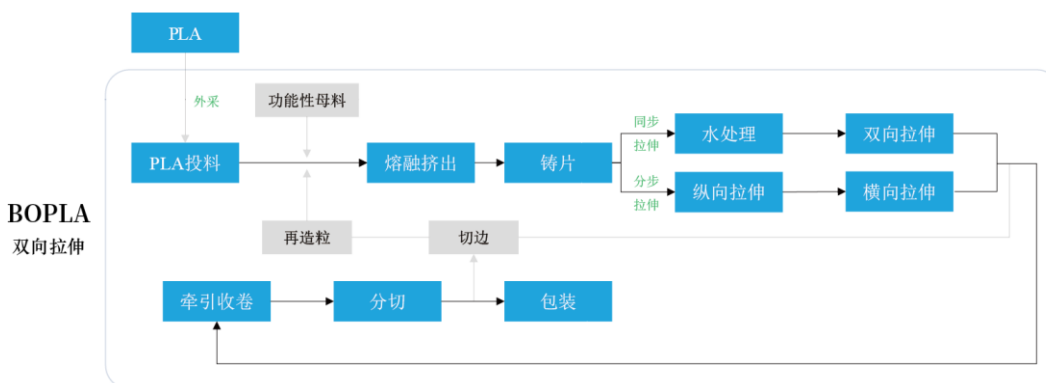 PLA
外采
功能性母料
PLA投料
熔融挤出
铸片
同步
拉伸
水处理
双向拉伸
分步
拉伸
纵向拉伸
横向拉伸
BOPLA
双向拉伸
再造粒
切边
牵引收卷
分切
包装